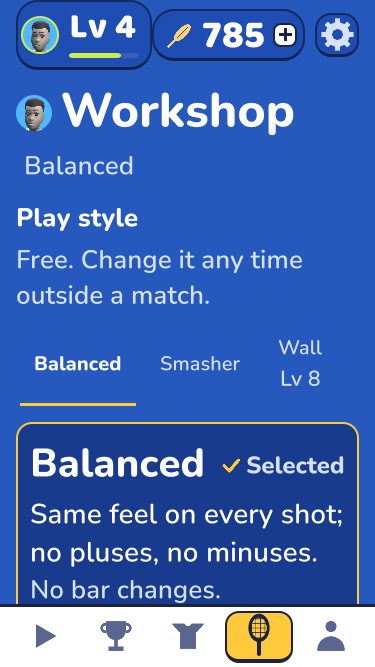 Lv 4
785
Workshop
Balanced
Play style
Free. Change it any time
outside a match.
Balanced
Smasher
Wall
Lv 8
Balanced
Selected
Same feel on every shot;
no pluses, no minuses.
No bar changes.